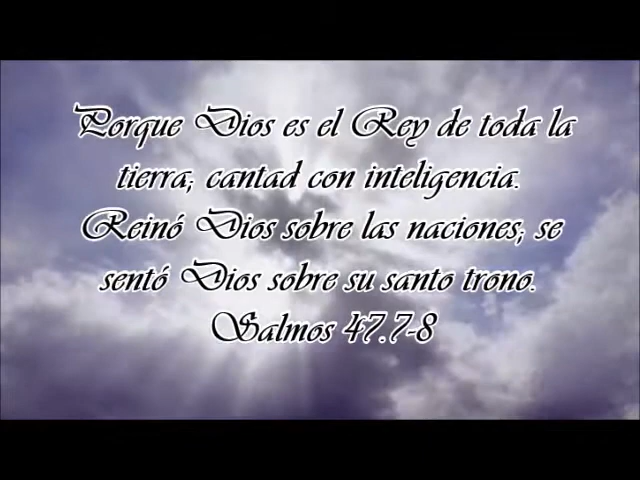 Porque Dios es el Rey de toda la
tierra; cantad con inteligencia.
Reinó Dios sobre las naciones; se
sentó Dios sobre su santo trono.
Salmos 47.7-8